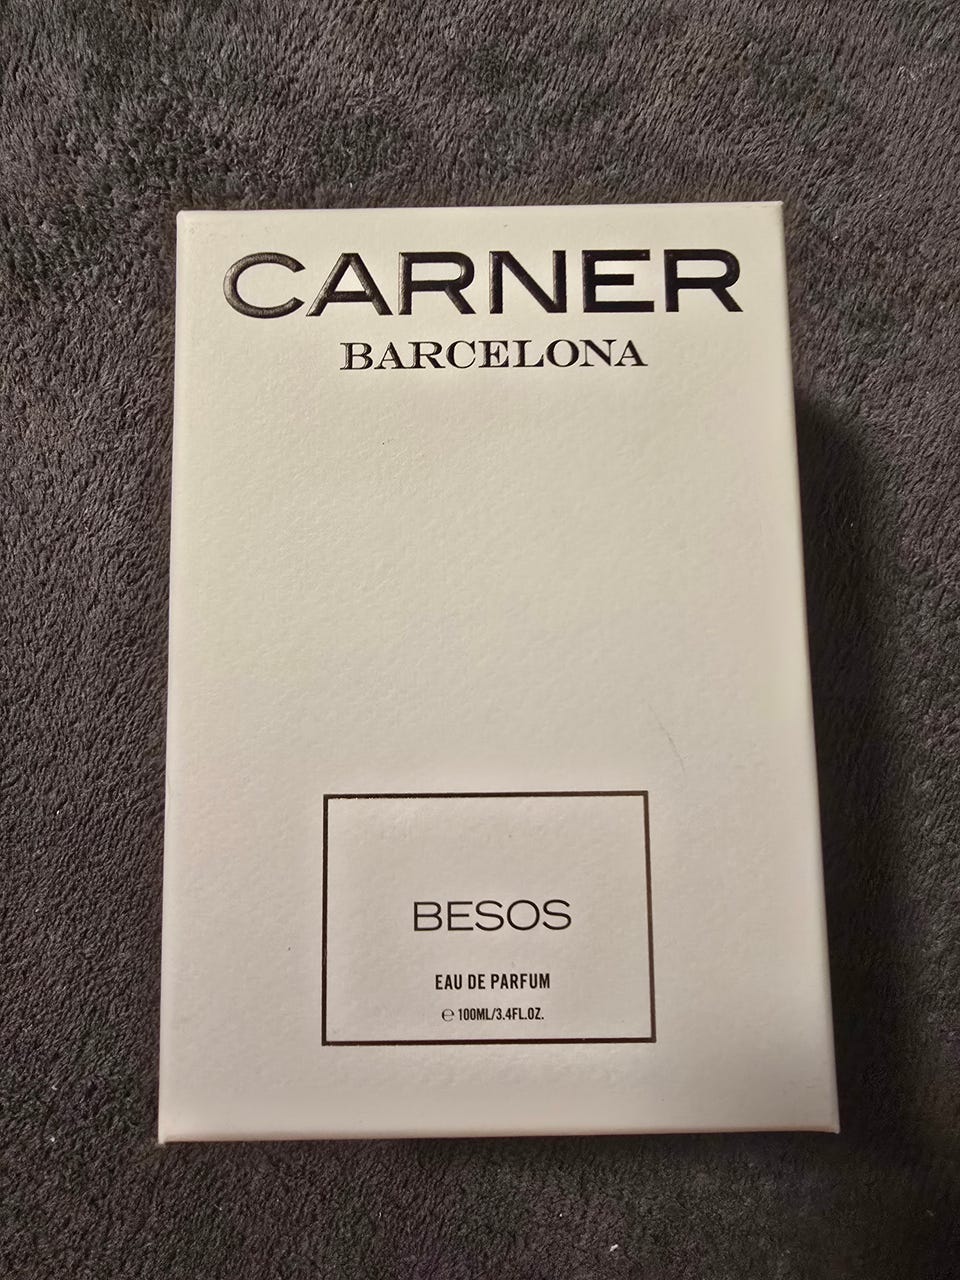 CARNER
BARCELONA
BESOS
EAU DE PARFUM
℮ 100ML/3.4FL.OZ.